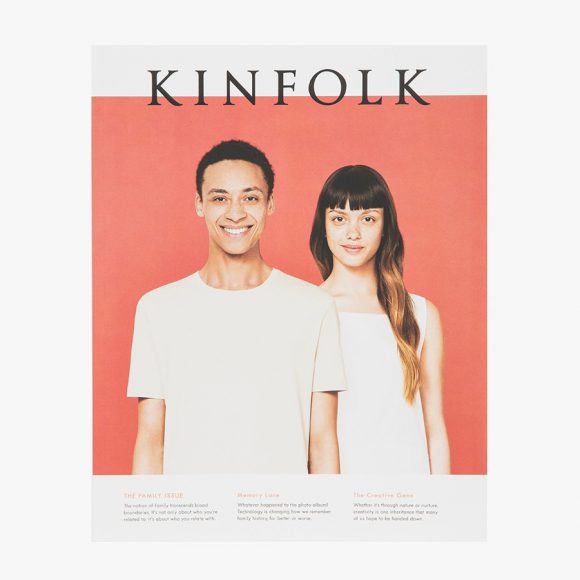 KINFOLK
THE FAMILY ISSUE
The notion of family transcends blood
boundaries. It's not only about who you're
related to: it's about who you relate with.
Memory Lane
Whatever happened to the photo album?
Technology is changing how we remember
family history for better or worse.
The Creative Gene
Whether it's through nature or nurture,
creativity is one inheritance that many
of us hope to be handed down.